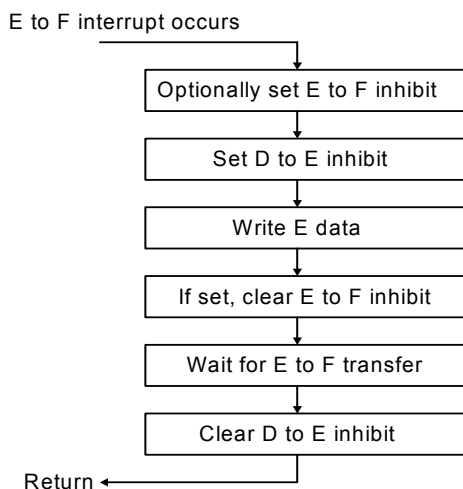 E to F interrupt occurs
Optionally set E to F inhibit
Set D to E inhibit
Write E data
If set, clear E to F inhibit
Wait for E to F transfer
Clear D to E inhibit
Return